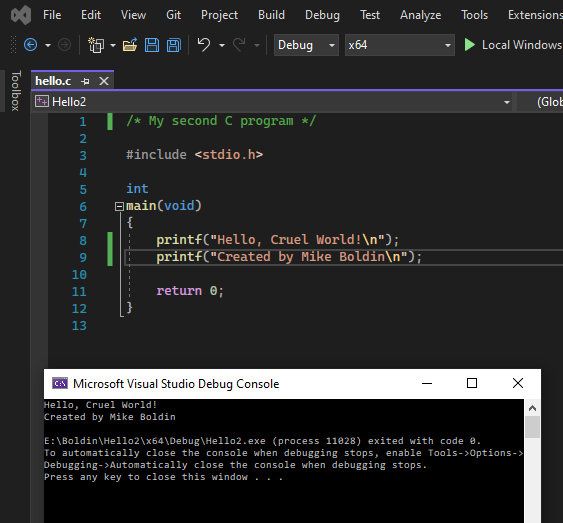 File Edit View Git Project Build Debug Test Analyze Tools Extensions
Debug x64 Local Windows
Toolbox
hello.c
Hello2 (Glob
1 /* My second C program */
2
3 #include <stdio.h>
4
5 int
6 main(void)
7 {
8 printf("Hello, Cruel World!\n");
9 printf("Created by Mike Boldin\n");
10
11 return 0;
12 }
13
C:\ Microsoft Visual Studio Debug Console
Hello, Cruel World!
Created by Mike Boldin
E:\Boldin\Hello2\x64\Debug\Hello2.exe (process 11028) exited with code 0.
To automatically close the console when debugging stops, enable Tools->Options->
Debugging->Automatically close the console when debugging stops.
Press any key to close this window . . .